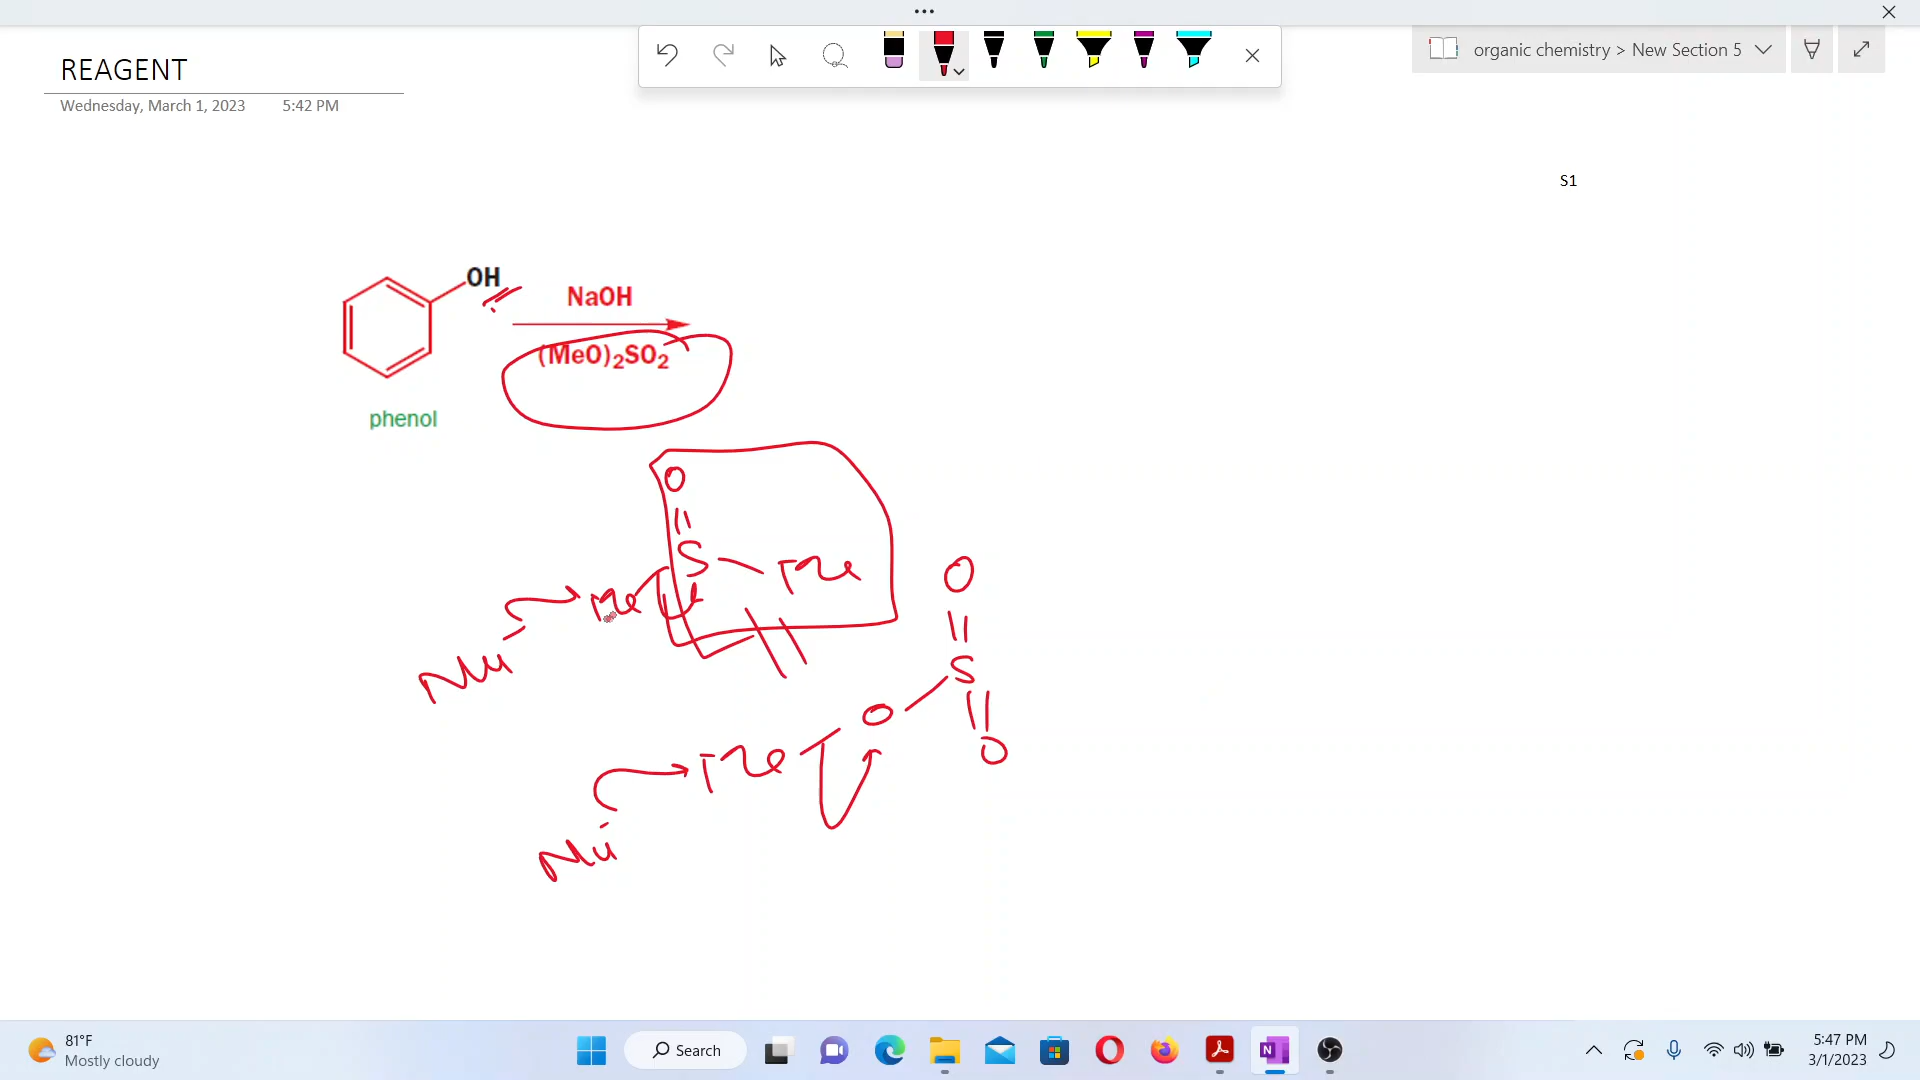 REAGENT
Wednesday, March 1, 2023 5:42 PM
organic chemistry > New Section 5
S1
OH
NaOH
(MeO)₂SO₂
phenol
O
S
Me
Me
Nu
O
S
O
O
Me
Nu
81°F
Mostly cloudy
Search
5:47 PM
3/1/2023